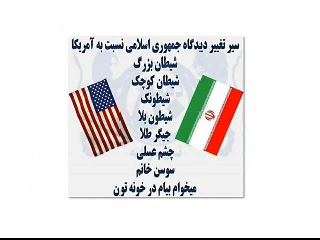 سیر تغییر دیدگاه جمهوری اسلامی نسبت به آمریکا
شیطان بزرگ
شیطان کوچک
شیطونک
شیطون بلا
جیگر طلا
چشم عسلی
سوسن خانم
میخوام بیام در خونه تون